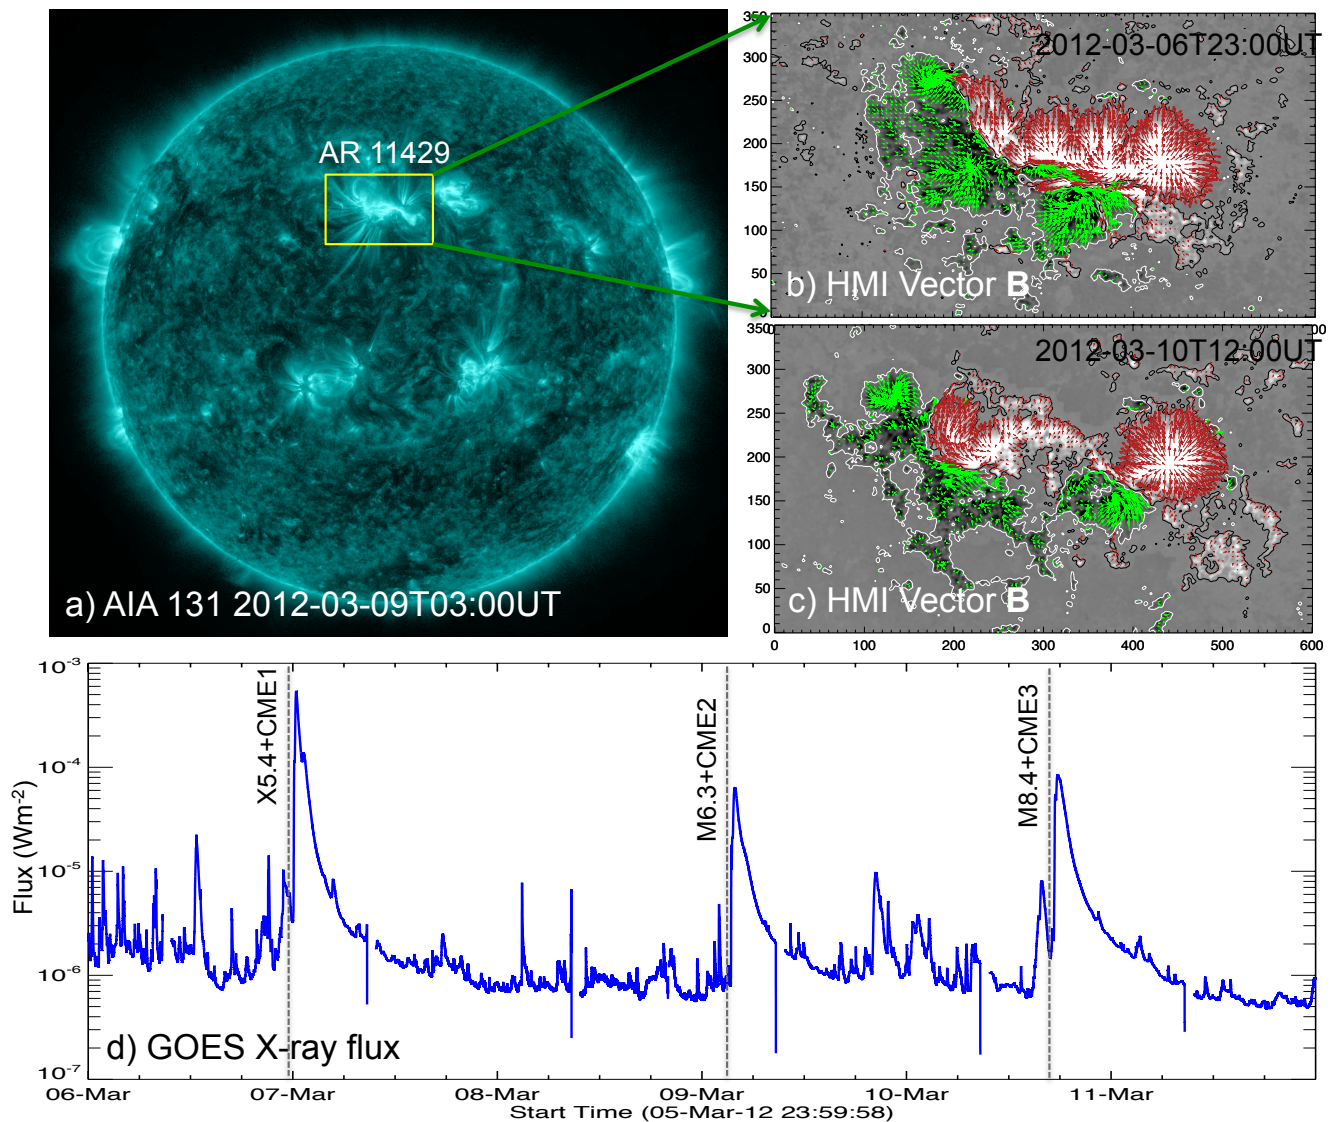 AR 11429
a) AIA 131 2012-03-09T03:00UT
350
300
250
200
150
100
50
0
2012-03-06T23:00UT
b) HMI Vector B
00
350
300
250
200
150
100
50
0
2012-03-10T12:00UT
c) HMI Vector B
0 100 200 300 400 500 600
10-3
10-4
10-5
10-6
10-7
Flux (Wm-2)
X5.4+CME1
M6.3+CME2
M8.4+CME3
d) GOES X-ray flux
06-Mar 07-Mar 08-Mar 09-Mar 10-Mar 11-Mar
Start Time (05-Mar-12 23:59:58)